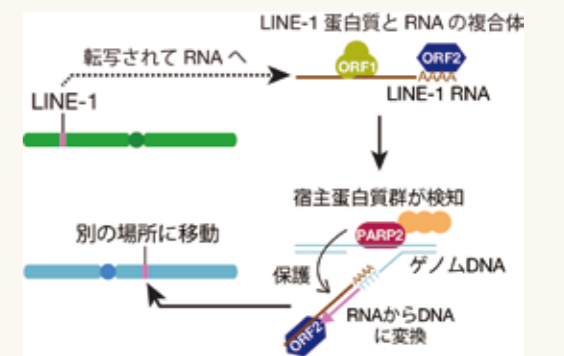 LINE-1 蛋白質と RNA の複合体
転写されて RNA へ
ORF1
ORF2
AAAA
LINE-1
LINE-1 RNA
宿主蛋白質群が検知
PARP2
別の場所に移動
ゲノムDNA
保護
AAAA
TTTT
RNAからDNA
に変換
ORF2